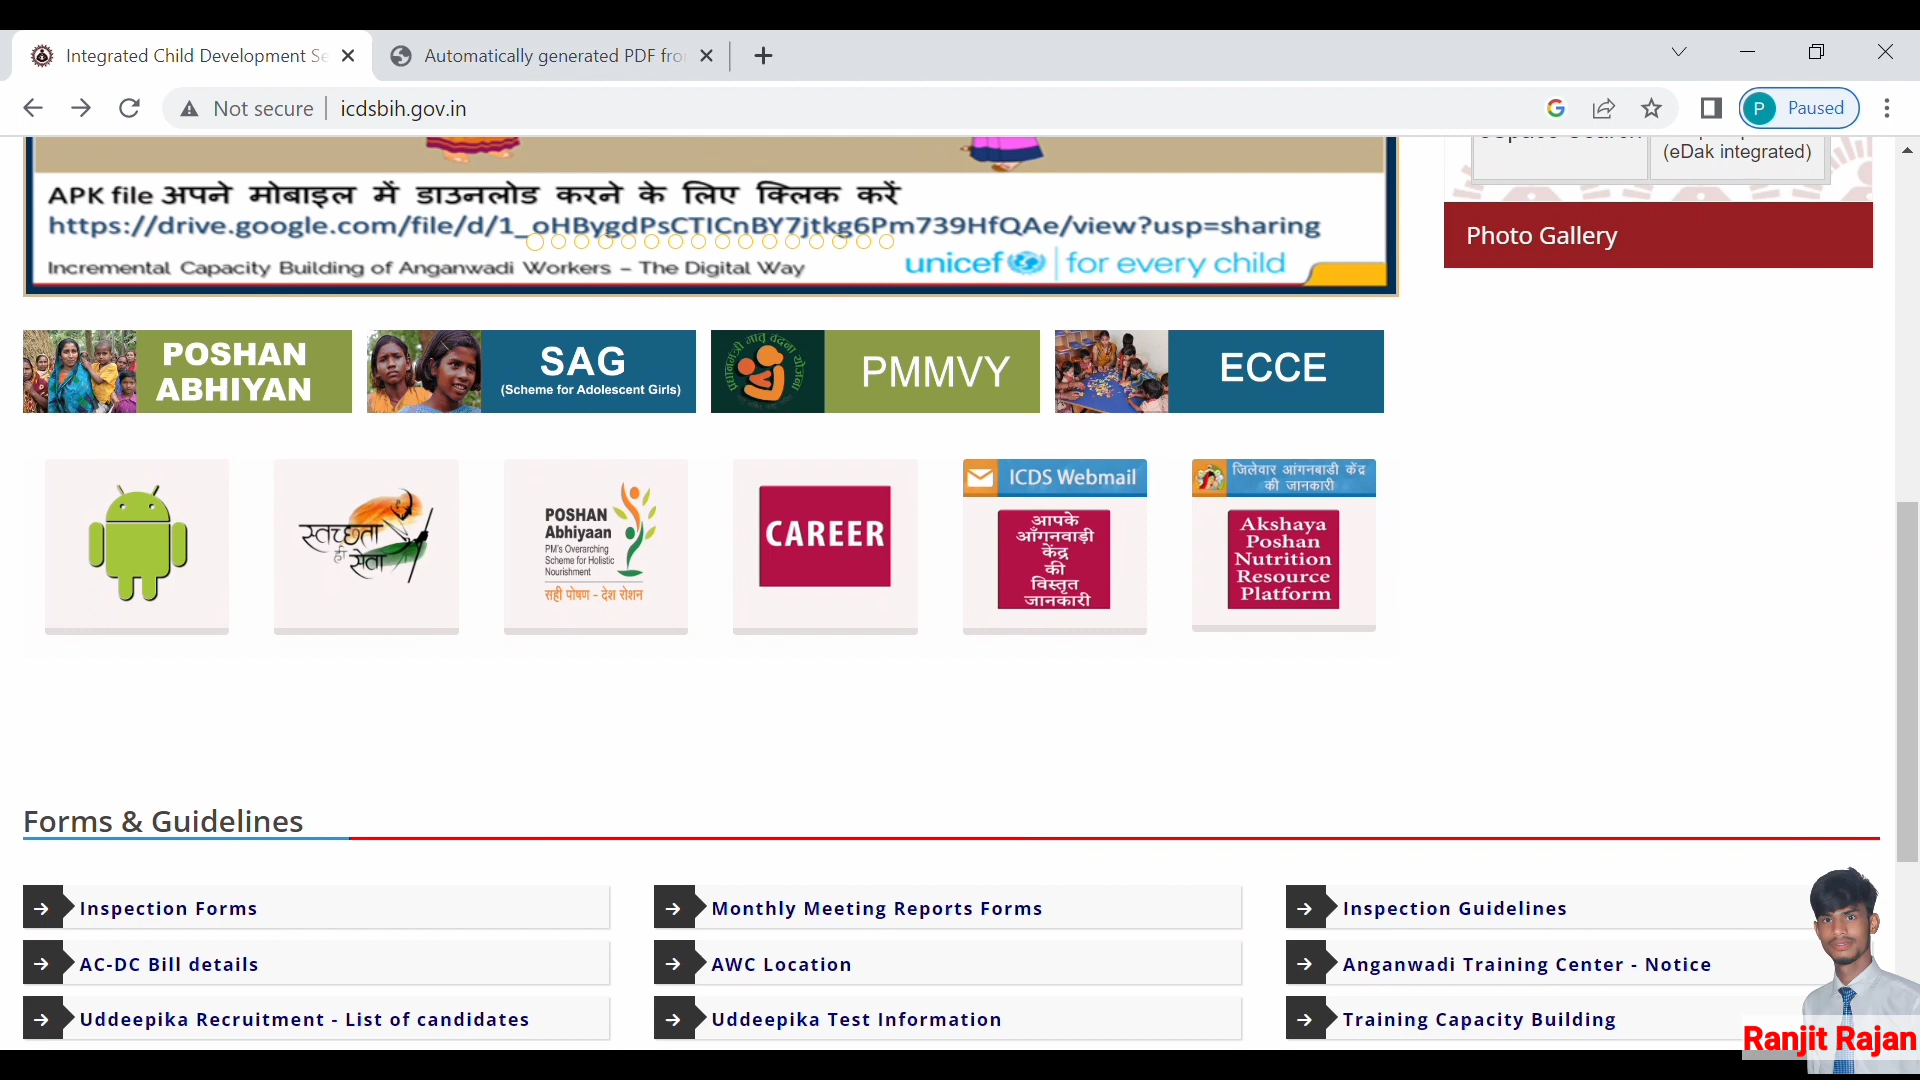 Integrated Child Development Se
Automatically generated PDF fro
Not secure
icdsbih.gov.in
P
Paused
(eDak integrated)
APK file अपने मोबाइल में डाउनलोड करने के लिए क्लिक करें
https://drive.google.com/file/d/1_oHBygdPsCTICnBY7jtkg6Pm739HfQAe/view?usp=sharing
Incremental Capacity Building of Anganwadi Workers – The Digital Way
unicef for every child
Photo Gallery
POSHAN
ABHIYAN
SAG
(Scheme for Adolescent Girls)
PMMVY
ECCE
स्वच्छता
ही
सेवा
POSHAN
Abhiyaan
PM's Overarching
Scheme for Holistic
Nourishment
सही पोषण - देश रोशन
CAREER
ICDS Webmail
आपके
आँगनवाड़ी
केंद्र
की
विस्तृत
जानकारी
जिलेवार आंगनबाडी केंद्र
की जानकारी
Akshaya
Poshan
Nutrition
Resource
Platform
Forms & Guidelines
Inspection Forms
Monthly Meeting Reports Forms
Inspection Guidelines
AC-DC Bill details
AWC Location
Anganwadi Training Center - Notice
Uddeepika Recruitment - List of candidates
Uddeepika Test Information
Training Capacity Building
Ranjit Rajan